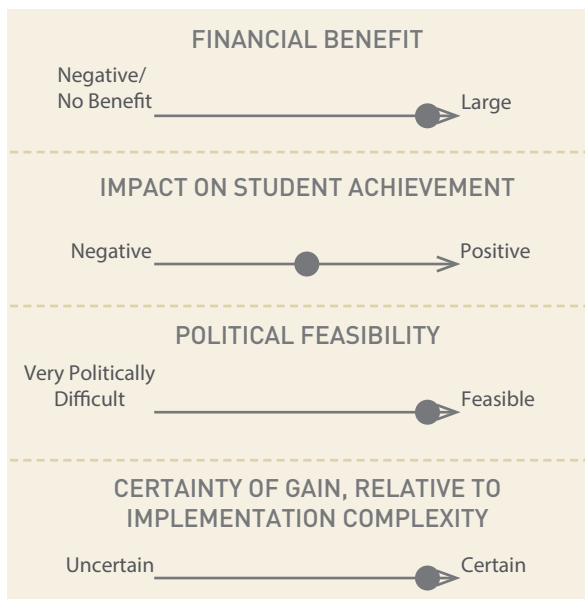 FINANCIAL BENEFIT
Negative/
No Benefit
Large
IMPACT ON STUDENT ACHIEVEMENT
Negative
Positive
POLITICAL FEASIBILITY
Very Politically
Difficult
Feasible
CERTAINTY OF GAIN, RELATIVE TO
IMPLEMENTATION COMPLEXITY
Uncertain
Certain